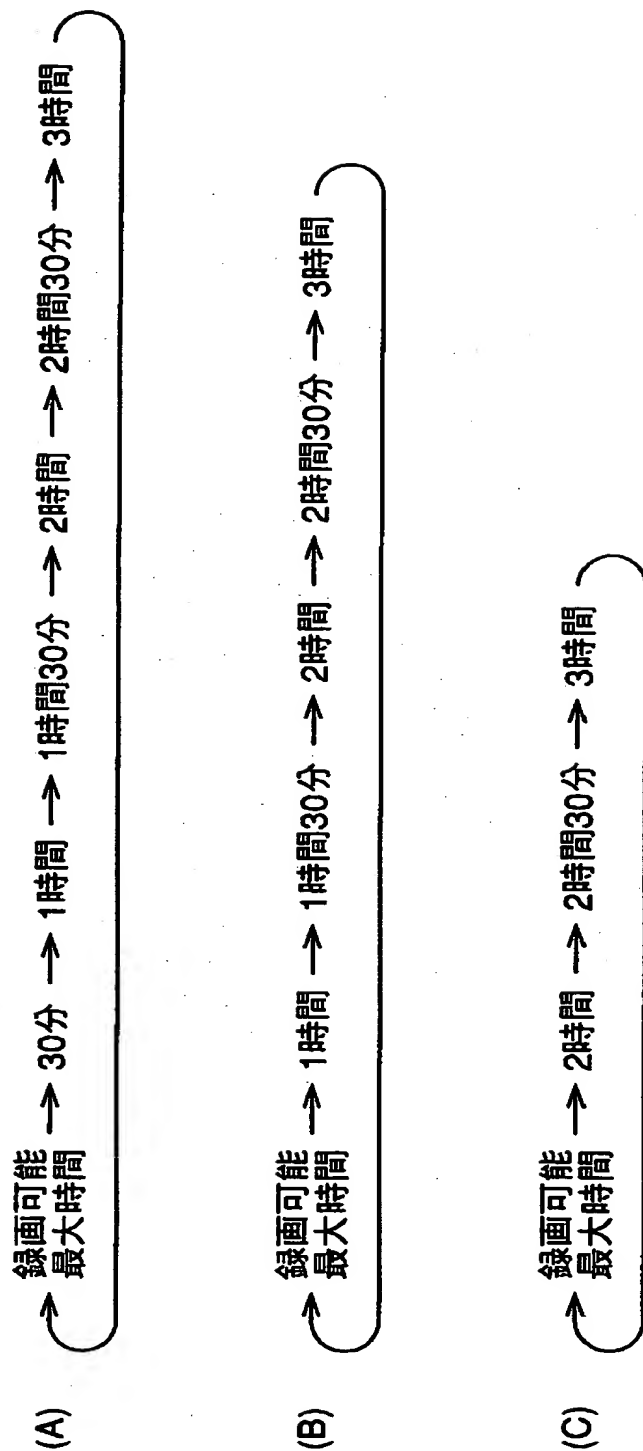 (A)
録画可能
最大時間 → 30分 → 1時間 → 1時間30分 → 2時間 → 2時間30分 → 3時間
(B)
録画可能
最大時間 → 1時間 → 1時間30分 → 2時間 → 2時間30分 → 3時間
(C)
録画可能
最大時間 → 2時間 → 2時間30分 → 3時間